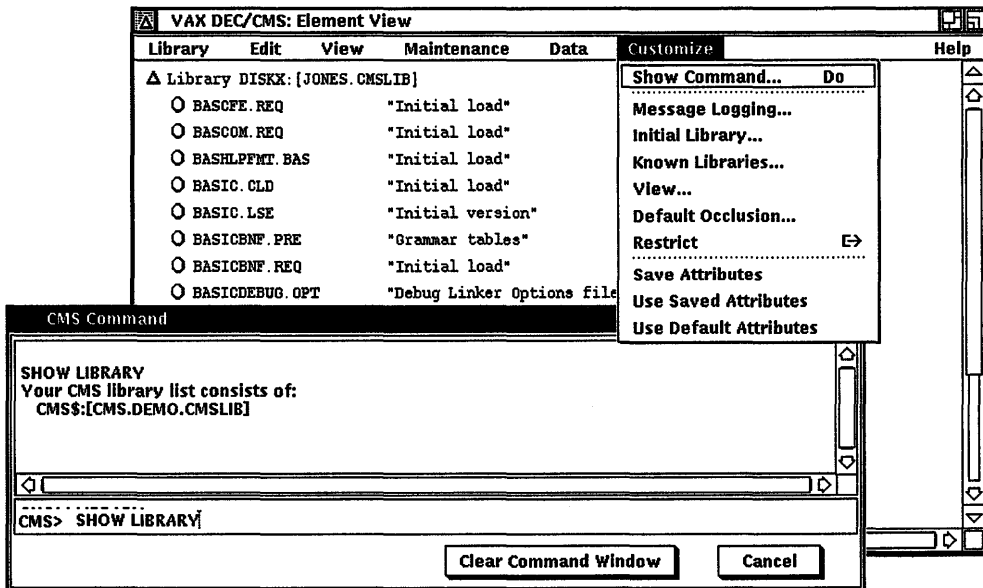 VAX DEC/CMS: Element View
Library Edit View Maintenance Data Customize Help
Library DISKX:[JONES.CMSLIB]
BASCFE.REQ "Initial load"
BASCOM.REQ "Initial load"
BASHLPFMT.BAS "Initial load"
BASIC.CLD "Initial load"
BASIC.LSE "Initial version"
BASICBNF.PRE "Grammar tables"
BASICBNF.REQ "Initial load"
BASICDEBUG.OPT "Debug Linker Options file
Show Command... Do
Message Logging...
Initial Library...
Known Libraries...
View...
Default Occlusion...
Restrict
Save Attributes
Use Saved Attributes
Use Default Attributes
CMS Command
SHOW LIBRARY
Your CMS library list consists of:
CMS$:[CMS.DEMO.CMSLIB]
CMS> SHOW LIBRARY
Clear Command Window Cancel